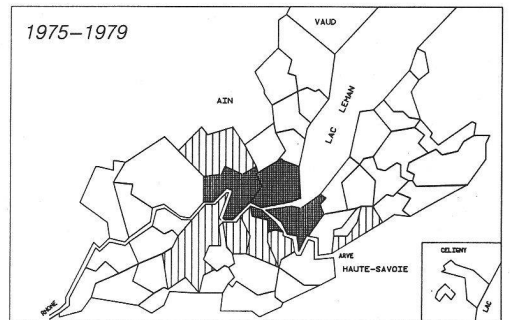 1975–1979
VAUD
AIN
LAC LEMAN
ARVE
HAUTE-SAVOIE
CELIGNY
RHONE
LAC